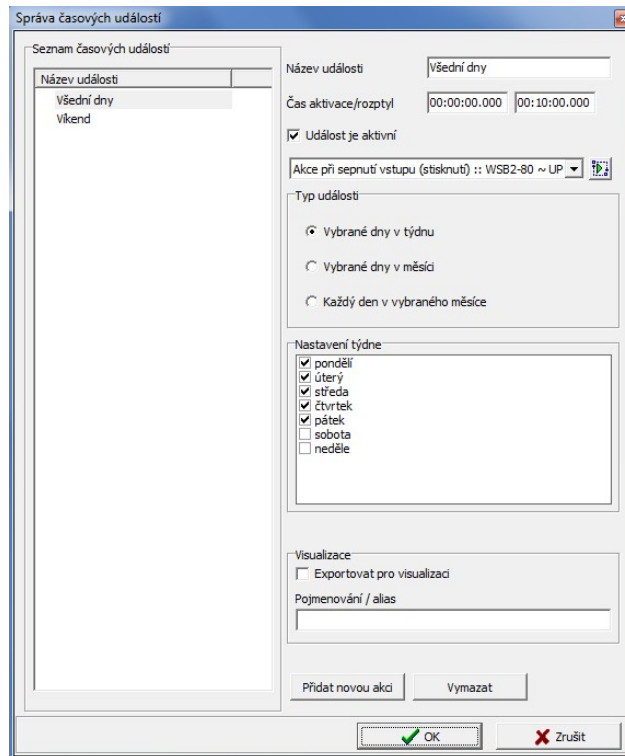 Správa časových událostí
Seznam časových událostí
Název události
Všední dny
Víkend
Název události
Všední dny
Čas aktivace/rozptyl
00:00:00.000
00:10:00.000
Událost je aktivní
Akce při sepnutí vstupu (stisknutí) :: WSB2-80 ~ UP
Typ události
Vybrané dny v týdnu
Vybrané dny v měsíci
Každý den v vybraného měsíce
Nastavení týdne
pondělí
úterý
středa
čtvrtek
pátek
sobota
neděle
Visualizace
Exportovat pro visualizaci
Pojmenování / alias
Přidat novou akci
Vymazat
OK
Zrušit